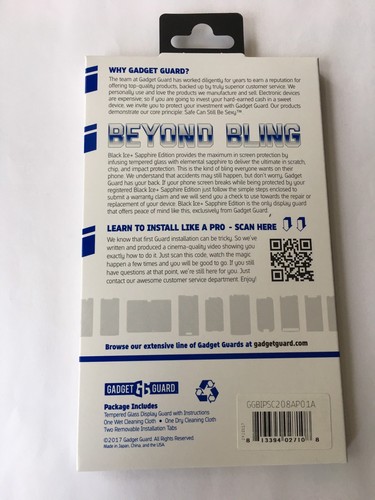 WHY GADGET GUARD?
The team at Gadget Guard has worked diligently for years to earn a reputation for
offering top-quality products, backed up by truly superior customer service. We
personally use and love the products we manufacture and sell. Electronic devices
are expensive, so if you are going to invest your hard-earned cash in a sweet
device, we invite you to protect your investment with Gadget Guard. Our products
demonstrate our core principle: Safe Can Still Be Sexy™
BEYOND BLING
Black Ice+ Sapphire Edition provides the maximum in screen protection by
infusing tempered glass with elemental sapphire to deliver the ultimate in scratch,
chip, and impact protection. This is the kind of bling everyone wants on their
phone. We understand that accidents may still happen, but don't worry, Gadget
Guard has your back. If your phone screen breaks while being protected by your
registered Black Ice+ Sapphire Edition just follow the simple steps enclosed to
submit a warranty claim and we will send you a check to use towards the repair or
replacement of your device. Black Ice+ Sapphire Edition is the only display guard
that offers peace of mind like this, exclusively from Gadget Guard.
LEARN TO INSTALL LIKE A PRO - SCAN HERE
We know that first Guard installation can be tricky. So we've
written and produced a cinema-quality video showing you
exactly how to do it. Just scan this code, watch the magic
happen a few times and you will be good to go. If you still
have questions at that point, we're still here for you. Just
contact our awesome customer service department. Enjoy!
Browse our extensive line of Gadget Guards at gadgetguard.com
GADGET GUARD
Package Includes
Tempered Glass Display Guard with Instructions
One Wet Cleaning Cloth • One Dry Cleaning Cloth
Two Removable Installation Tabs
©2017 Gadget Guard. All Rights Reserved.
Made in Japan, China, and the USA.
GGBIPSC208AP01A
8 13394 02710 8